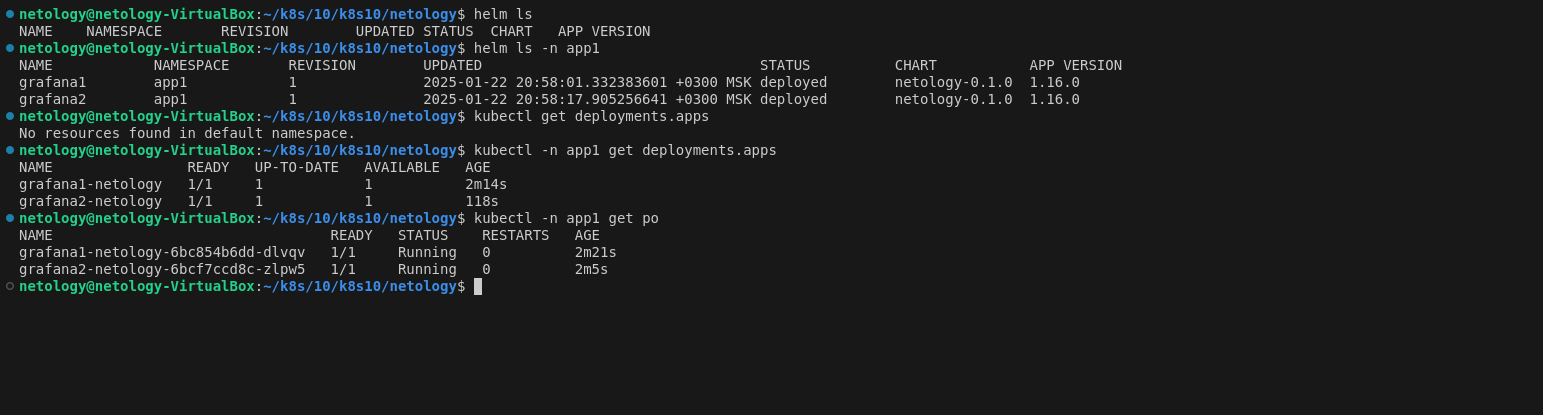 netology@netology-VirtualBox:~/k8s/10/k8s10/netology$ helm ls
NAME    NAMESPACE       REVISION        UPDATED STATUS  CHART   APP VERSION
netology@netology-VirtualBox:~/k8s/10/k8s10/netology$ helm ls -n app1
NAME            NAMESPACE       REVISION        UPDATED                                 STATUS          CHART           APP VERSION
grafana1        app1            1               2025-01-22 20:58:01.332383601 +0300 MSK deployed        netology-0.1.0  1.16.0
grafana2        app1            1               2025-01-22 20:58:17.905256641 +0300 MSK deployed        netology-0.1.0  1.16.0
netology@netology-VirtualBox:~/k8s/10/k8s10/netology$ kubectl get deployments.apps
No resources found in default namespace.
netology@netology-VirtualBox:~/k8s/10/k8s10/netology$ kubectl -n app1 get deployments.apps
NAME                READY   UP-TO-DATE   AVAILABLE   AGE
grafana1-netology   1/1     1            1           2m14s
grafana2-netology   1/1     1            1           118s
netology@netology-VirtualBox:~/k8s/10/k8s10/netology$ kubectl -n app1 get po
NAME                                 READY   STATUS    RESTARTS   AGE
grafana1-netology-6bc854b6dd-dlvqv   1/1     Running   0          2m21s
grafana2-netology-6bcf7ccd8c-zlpw5   1/1     Running   0          2m5s
netology@netology-VirtualBox:~/k8s/10/k8s10/netology$